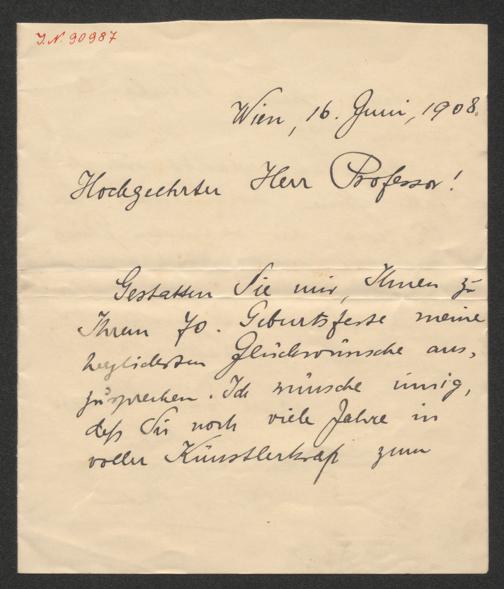 I.N. 90987
Wien, 16. Juni, 1908.
Hochgeehrter Herr Professor!
Gestatten Sie mir, Ihnen zu
Ihrem 70. Geburtsfeste meine
herzlichsten Glückwünsche aus-
zusprechen. Ich wünsche innig,
daß Sie noch viele Jahre in
voller Künstlerkraft zum